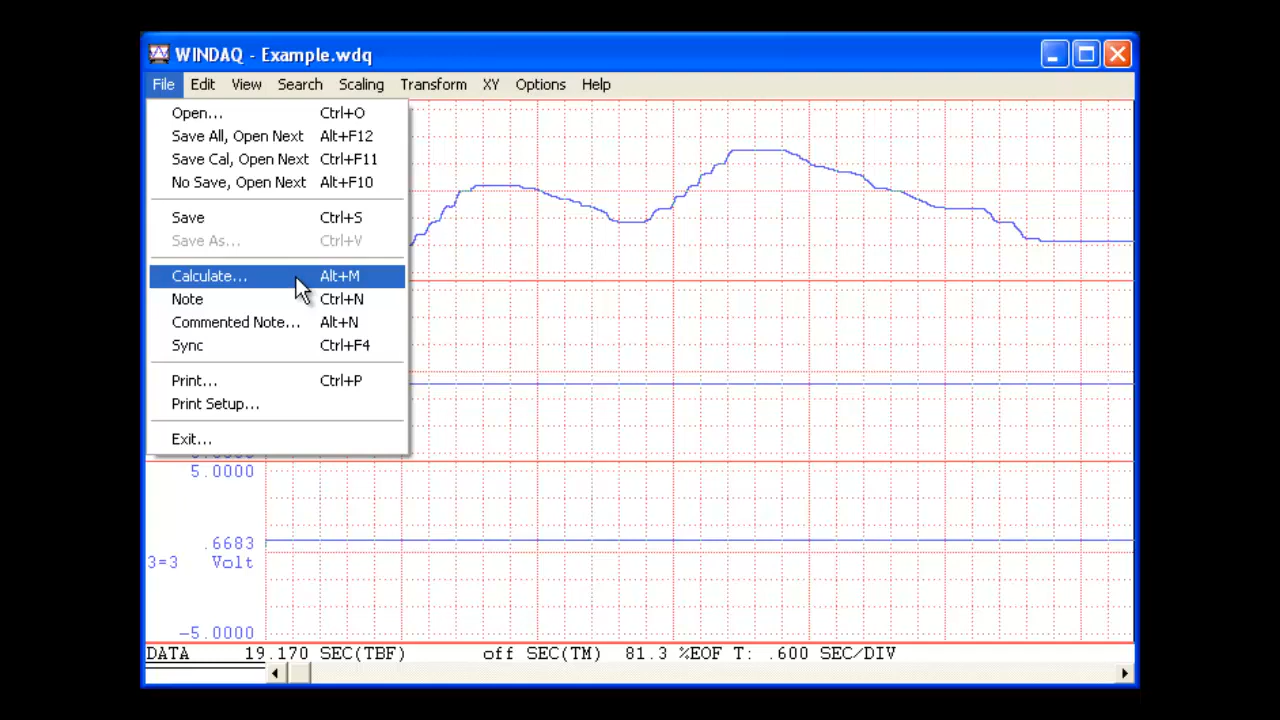 WINDAQ - Example.wdq
File Edit View Search Scaling Transform XY Options Help
Open... Ctrl+O
Save All, Open Next Alt+F12
Save Cal, Open Next Ctrl+F11
No Save, Open Next Alt+F10
Save Ctrl+S
Save As... Ctrl+V
Calculate... Alt+M
Note Ctrl+N
Commented Note... Alt+N
Sync Ctrl+F4
Print... Ctrl+P
Print Setup...
Exit...
5.0000
.6683
3=3 Volt
-5.0000
DATA 19.170 SEC(TBF) off SEC(TM) 81.3 %EOF T: .600 SEC/DIV